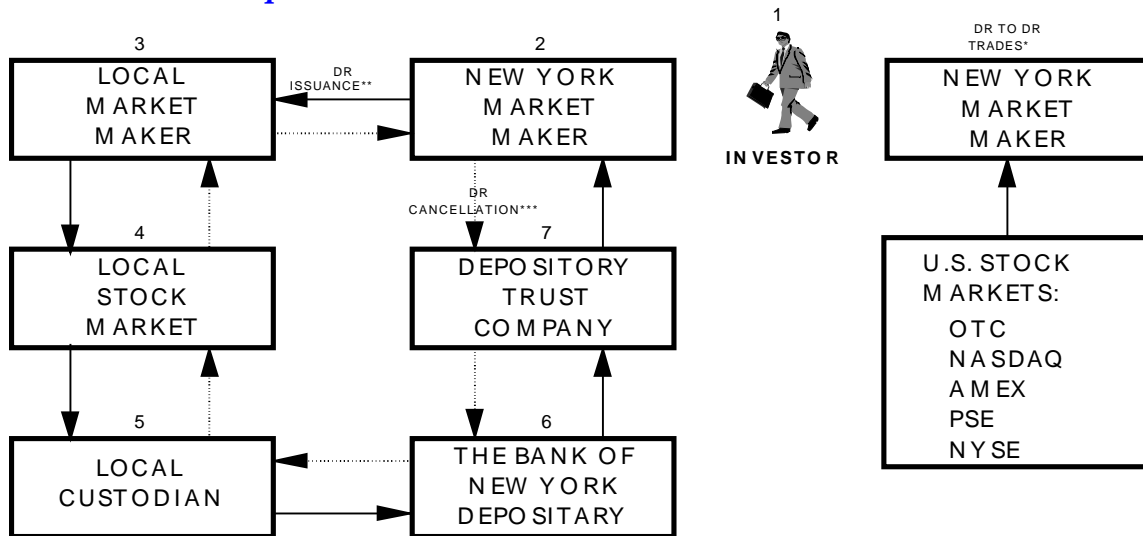 3
LOCAL
MARKET
MAKER
DR
ISSUANCE**
2
NEW YORK
MARKET
MAKER
1
INVESTOR
DR TO DR
TRADES*
NEW YORK
MARKET
MAKER
DR
CANCELLATION***
4
LOCAL
STOCK
MARKET
7
DEPOSITORY
TRUST
COMPANY
U.S. STOCK
MARKETS:
OTC
NASDAQ
AMEX
PSE
NYSE
5
LOCAL
CUSTODIAN
6
THE BANK OF
NEW YORK
DEPOSITARY